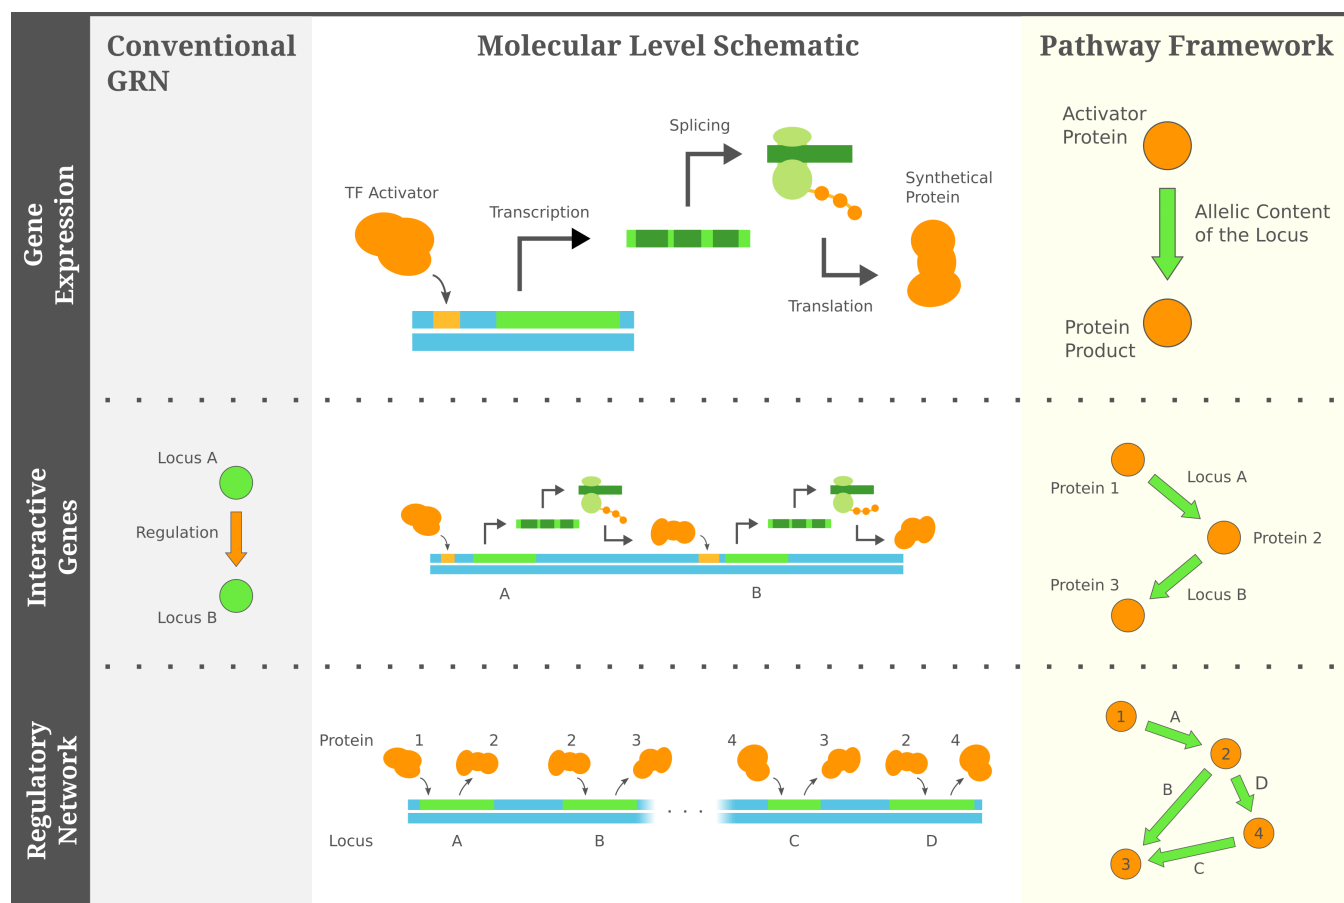 Conventional
GRN
Molecular Level Schematic
Pathway Framework
Gene
Expression
TF Activator
Transcription
Splicing
Translation
Synthetical
Protein
Activator
Protein
Allelic Content
of the Locus
Protein
Product
Interactive
Genes
Locus A
Regulation
Locus B
A
B
Protein 1
Locus A
Protein 2
Protein 3
Locus B
Regulatory
Network
Protein 1 2 2 3 4 3 2 4
. . .
Locus A B C D
1
A
2
B
D
4
3
C